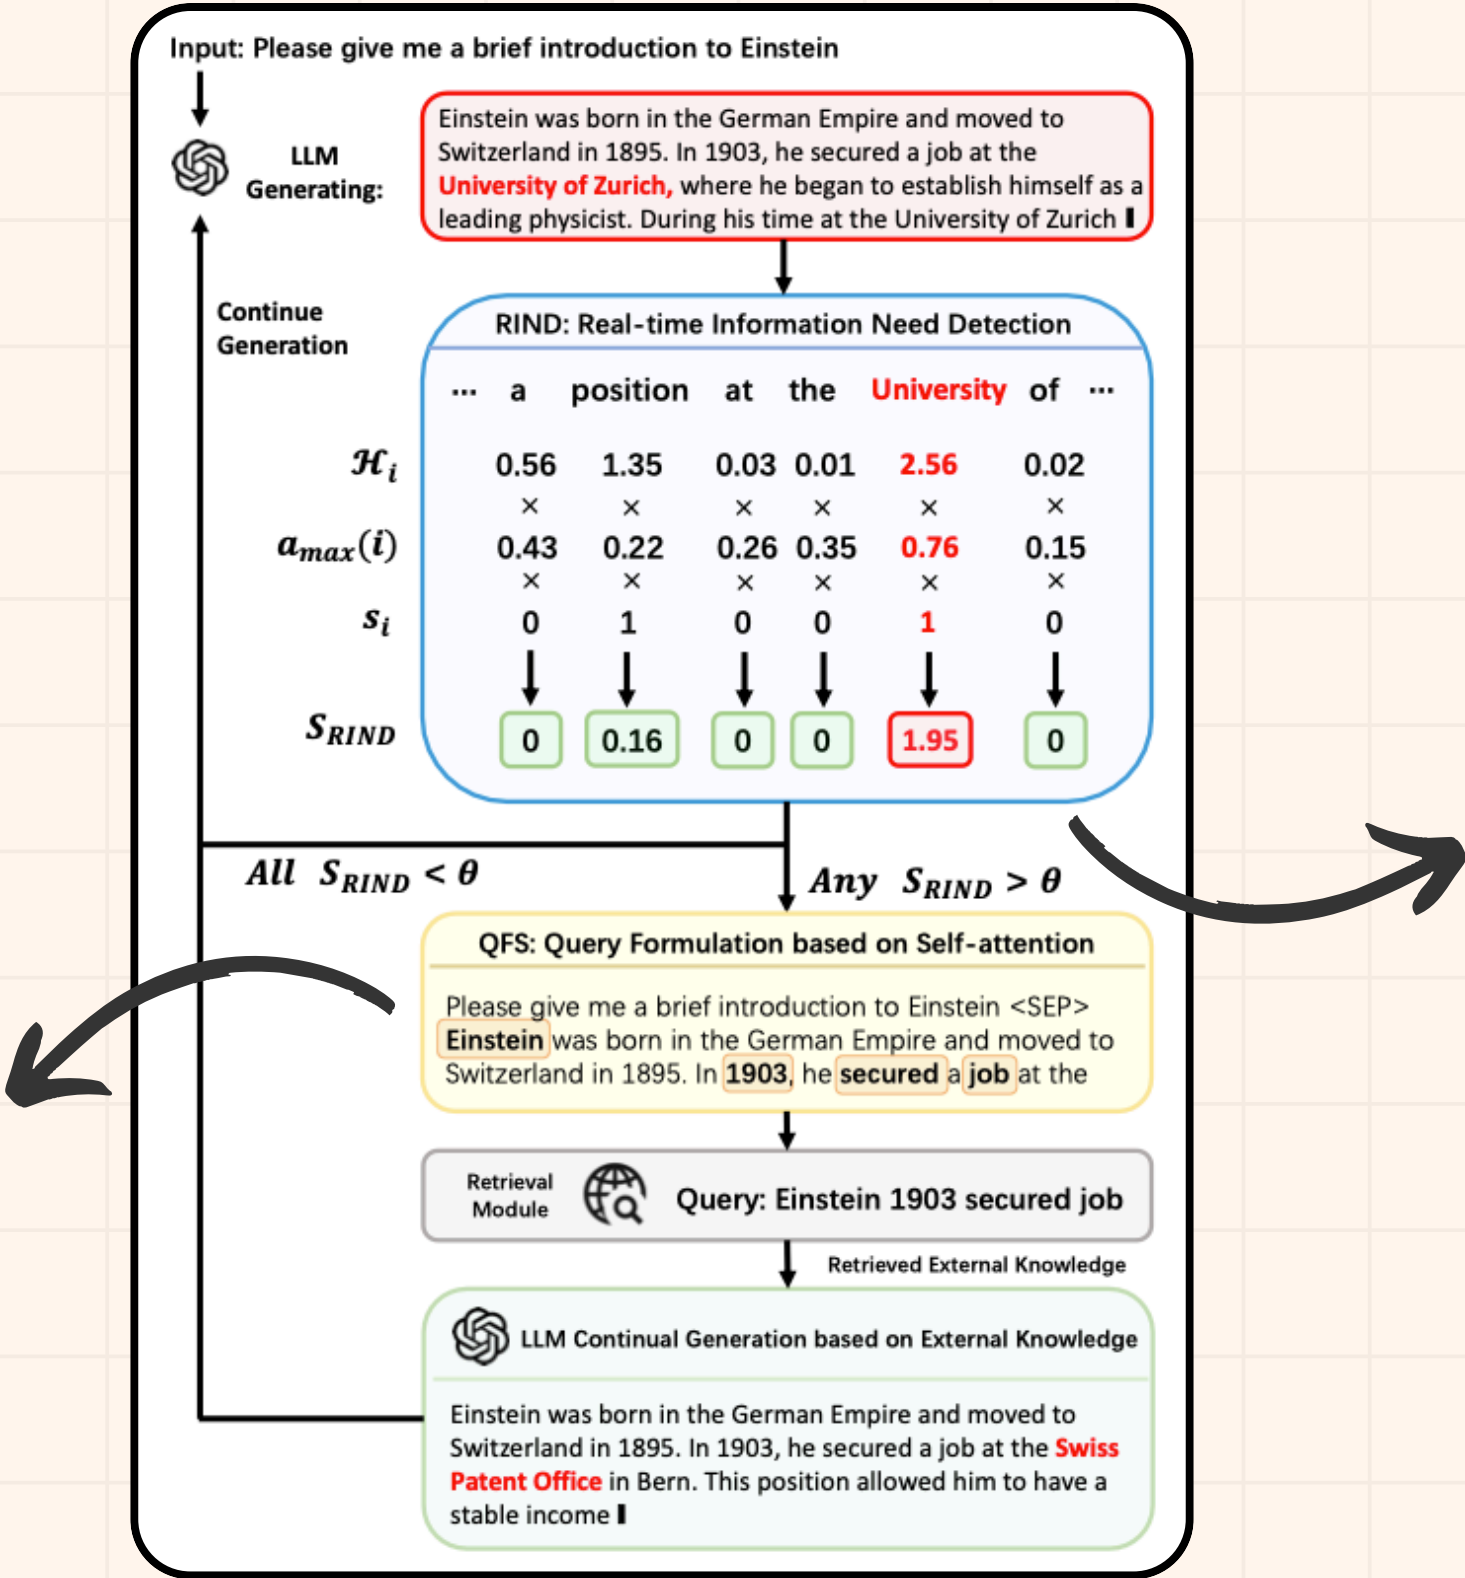 Input: Please give me a brief introduction to Einstein
LLM
Generating:
Einstein was born in the German Empire and moved to
Switzerland in 1895. In 1903, he secured a job at the
University of Zurich, where he began to establish himself as a
leading physicist. During his time at the University of Zurich
Continue
Generation
RIND: Real-time Information Need Detection
... a position at the University of ...
ℋi 0.56 1.35 0.03 0.01 2.56 0.02
× × × × × ×
amax(i) 0.43 0.22 0.26 0.35 0.76 0.15
× × × × × ×
si 0 1 0 0 1 0
SRIND 0 0.16 0 0 1.95 0
All SRIND < θ
Any SRIND > θ
QFS: Query Formulation based on Self-attention
Please give me a brief introduction to Einstein <SEP>
Einstein was born in the German Empire and moved to
Switzerland in 1895. In 1903, he secured a job at the
Retrieval
Module
Query: Einstein 1903 secured job
Retrieved External Knowledge
LLM Continual Generation based on External Knowledge
Einstein was born in the German Empire and moved to
Switzerland in 1895. In 1903, he secured a job at the Swiss
Patent Office in Bern. This position allowed him to have a
stable income